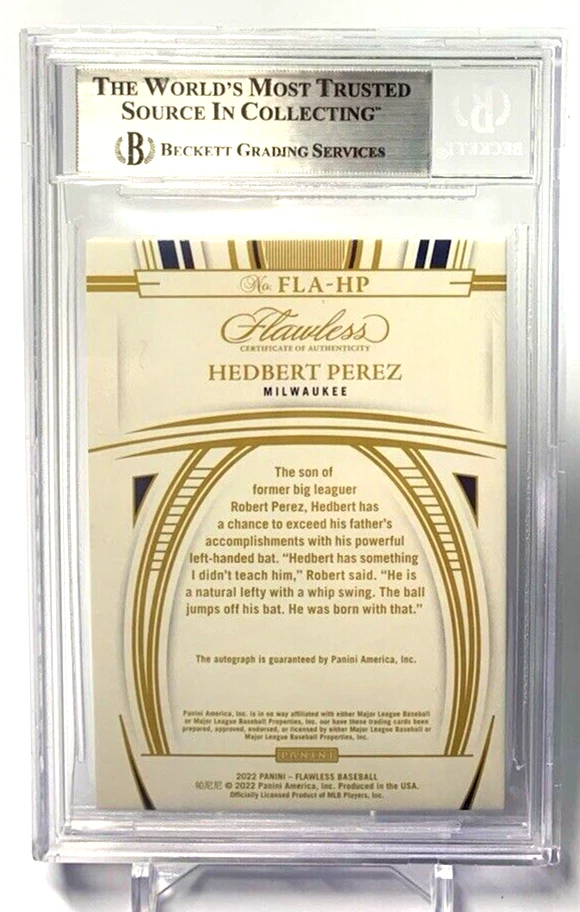 THE WORLD'S MOST TRUSTED
SOURCE IN COLLECTING™
B BECKETT GRADING SERVICES
BECKETT
No. FLA-HP
Flawless
CERTIFICATE OF AUTHENTICITY
HEDBERT PEREZ
MILWAUKEE
The son of
former big leaguer
Robert Perez, Hedbert has
a chance to exceed his father's
accomplishments with his powerful
left-handed bat. “Hedbert has something
I didn't teach him,” Robert said. “He is
a natural lefty with a whip swing. The ball
jumps off his bat. He was born with that.”
The autograph is guaranteed by Panini America, Inc.
Panini America, Inc. is in no way affiliated with either Major League Baseball
or Major League Baseball Properties, Inc. nor have these trading cards been
prepared, approved, endorsed, or licensed by either Major League Baseball or
Major League Baseball Properties, Inc.
PANINI
2022 PANINI – FLAWLESS BASEBALL
帕尼尼 © 2022 Panini America, Inc. Produced in the USA.
Officially Licensed Product of MLB Players, Inc.